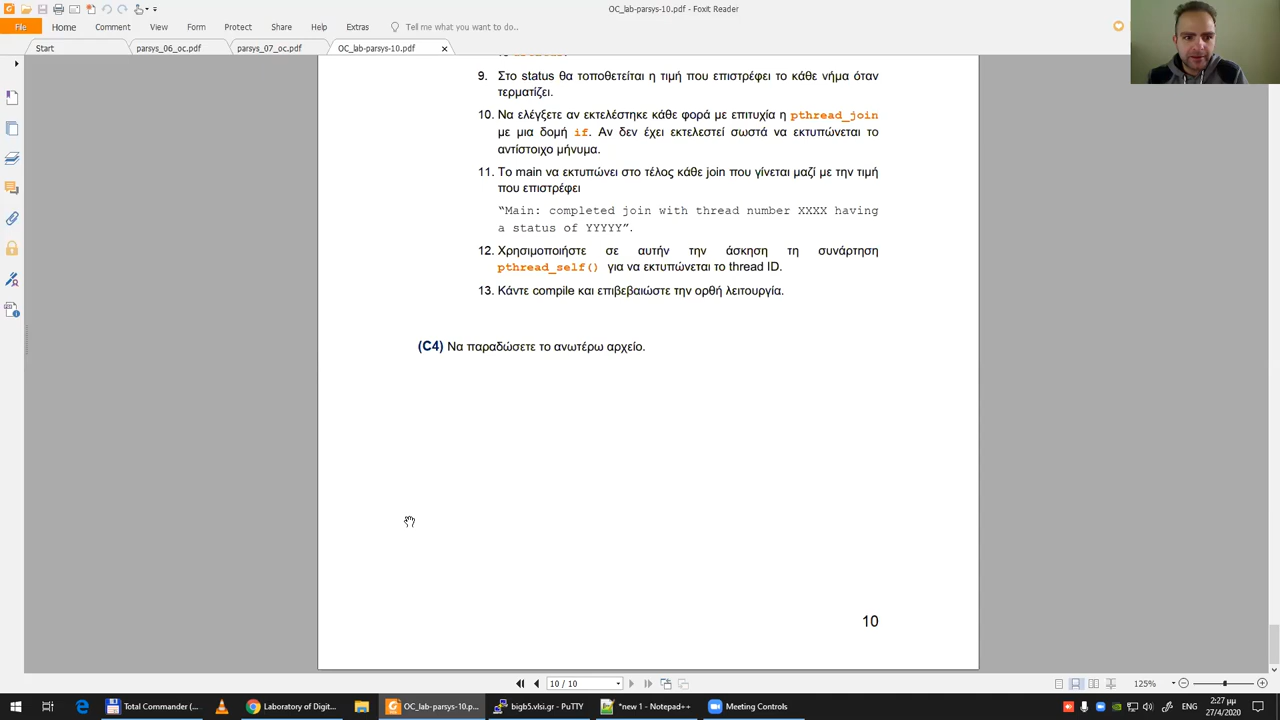 OC_lab-parsys-10.pdf - Foxit Reader
File Home Comment View Form Protect Share Help Extras Tell me what you want to do..
Start parsys_06_oc.pdf parsys_07_oc.pdf OC_lab-parsys-10.pdf
9. Στο status θα τοποθετείται η τιμή που επιστρέφει το κάθε νήμα όταν
τερματίζει.
10. Να ελέγξετε αν εκτελέστηκε κάθε φορά με επιτυχία η pthread_join
με μια δομή if. Αν δεν έχει εκτελεστεί σωστά να εκτυπώνεται το
αντίστοιχο μήνυμα.
11. Το main να εκτυπώνει στο τέλος κάθε join που γίνεται μαζί με την τιμή
που επιστρέφει
“Main: completed join with thread number XXXX having
a status of YYYYY”.
12. Χρησιμοποιήστε σε αυτήν την άσκηση τη συνάρτηση
pthread_self() για να εκτυπώνεται το thread ID.
13. Κάντε compile και επιβεβαιώστε την ορθή λειτουργία.
(C4) Να παραδώσετε το ανωτέρω αρχείο.
10
10 / 10
125%
Total Commander (... Laboratory of Digit... OC_lab-parsys-10.p... bigb5.vlsi.gr - PuTTY *new 1 - Notepad++ Meeting Controls
2:27 μμ
27/4/2020